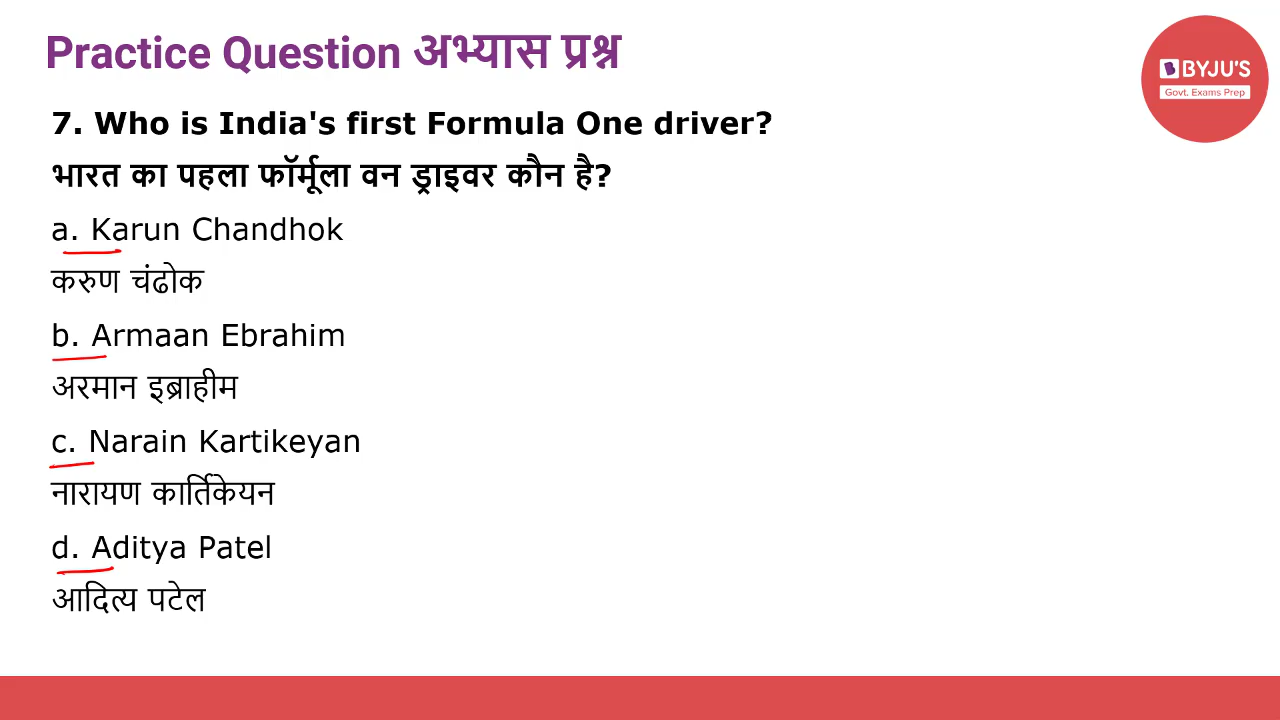 Practice Question अभ्यास प्रश्न
BYJU'S
Govt. Exams Prep
7. Who is India's first Formula One driver?
भारत का पहला फॉर्मूला वन ड्राइवर कौन है?
a. Karun Chandhok
करुण चंढोक
b. Armaan Ebrahim
अरमान इब्राहीम
c. Narain Kartikeyan
नारायण कार्तिकेयन
d. Aditya Patel
आदित्य पटेल